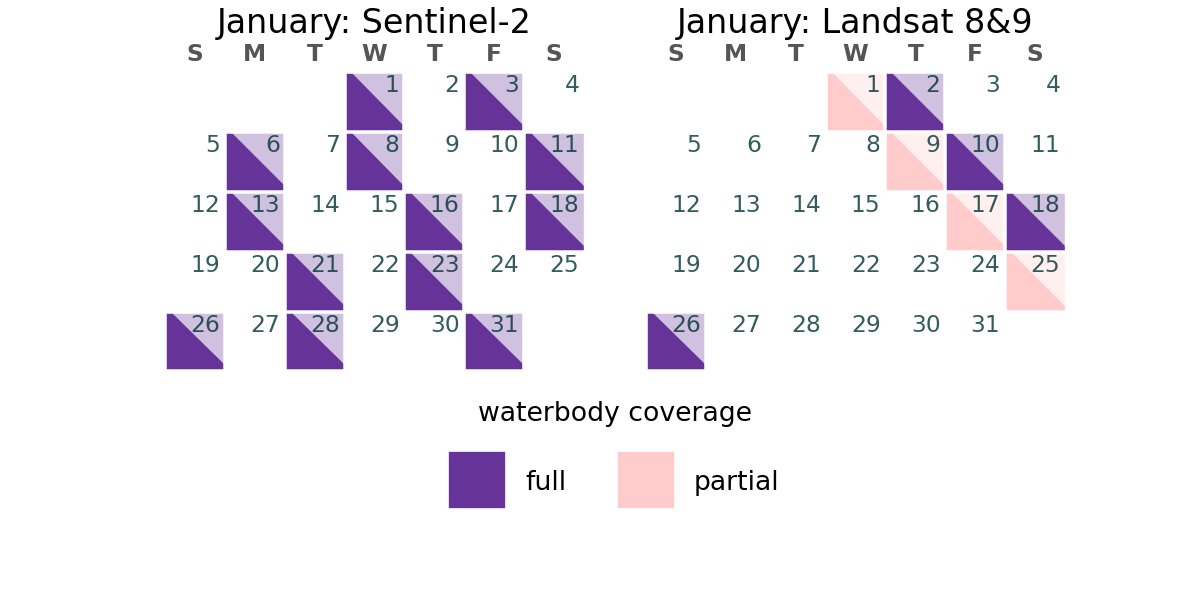 January: Sentinel-2
S M T W T F S
1 2 3 4
5 6 7 8 9 10 11
12 13 14 15 16 17 18
19 20 21 22 23 24 25
26 27 28 29 30 31
January: Landsat 8&9
S M T W T F S
1 2 3 4
5 6 7 8 9 10 11
12 13 14 15 16 17 18
19 20 21 22 23 24 25
26 27 28 29 30 31
waterbody coverage
full partial